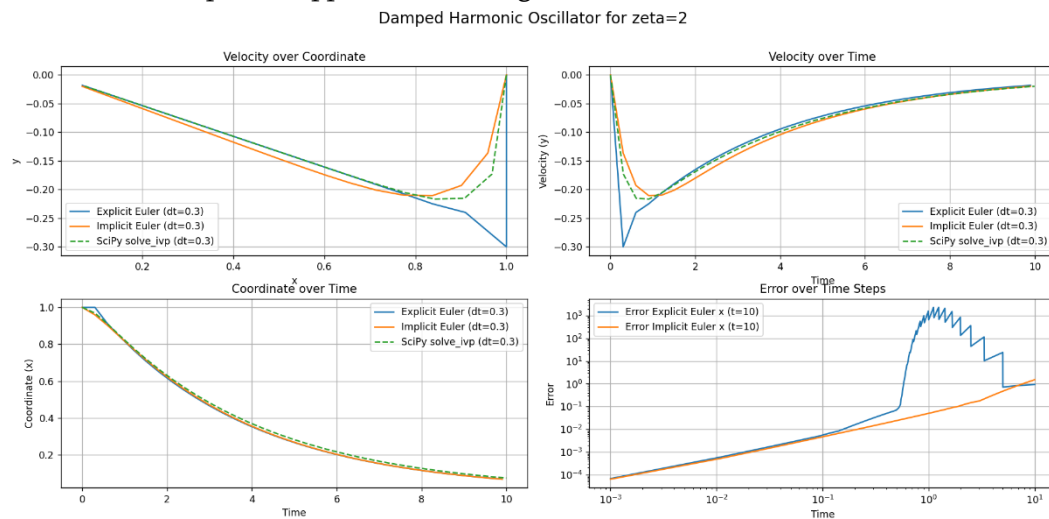 Damped Harmonic Oscillator for zeta=2
Velocity over Coordinate
0.00
−0.05
−0.10
−0.15
−0.20
−0.25
−0.30
y
Explicit Euler (dt=0.3)
Implicit Euler (dt=0.3)
SciPy solve_ivp (dt=0.3)
0.2 0.4 0.6 0.8 1.0
x
Velocity over Time
0.00
−0.05
−0.10
−0.15
−0.20
−0.25
−0.30
Velocity (y)
Explicit Euler (dt=0.3)
Implicit Euler (dt=0.3)
SciPy solve_ivp (dt=0.3)
0 2 4 6 8 10
Time
Coordinate over Time
1.0
0.8
0.6
0.4
0.2
Coordinate (x)
Explicit Euler (dt=0.3)
Implicit Euler (dt=0.3)
SciPy solve_ivp (dt=0.3)
0 2 4 6 8 10
Time
Error over Time Steps
10³
10²
10¹
10⁰
10⁻¹
10⁻²
10⁻³
10⁻⁴
Error
Error Explicit Euler x (t=10)
Error Implicit Euler x (t=10)
10⁻³ 10⁻² 10⁻¹ 10⁰ 10¹
Time